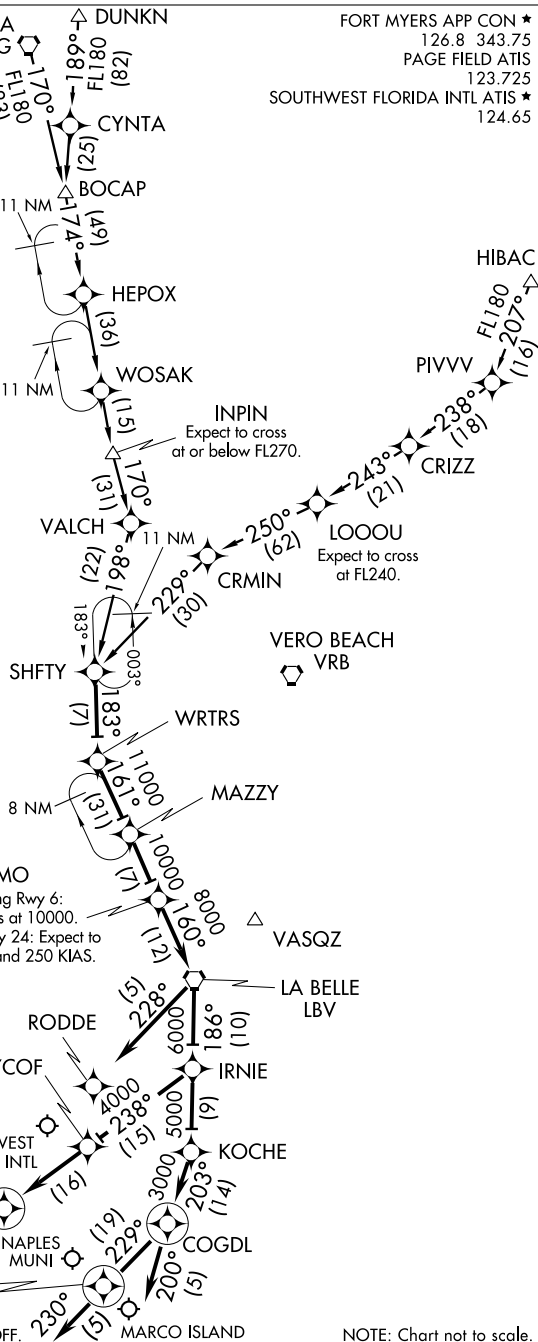 DUNKN
189°
FL180
(82)
170°
FL180
FORT MYERS APP CON ★
126.8 343.75
PAGE FIELD ATIS
123.725
SOUTHWEST FLORIDA INTL ATIS ★
124.65
CYNTA
(25)
BOCAP
11 NM
174°
(49)
HIBAC
FL180
207°
(16)
HEPOX
(36)
PIVVV
11 NM
WOSAK
(15)
238°
(18)
INPIN
Expect to cross
at or below FL270.
CRIZZ
243°
(21)
170°
(31)
LOOOU
Expect to cross
at FL240.
250°
(62)
VALCH
11 NM
CRMIN
198°
(22)
229°
(30)
183°
003°
VERO BEACH
VRB
SHFTY
183°
(7)
WRTRS
11000
161°
(31)
8 NM
MAZZY
10000
(7)
MO
ng Rwy 6:
s at 10000.
y 24: Expect to
and 250 KIAS.
8000
160°
(12)
VASQZ
LA BELLE
LBV
(5)
228°
6000
186°
(10)
RODDE
4000
IRNIE
YCOF
238°
(15)
5000
(9)
WEST
INTL
KOCHE
(16)
3000
203°
(14)
NAPLES
MUNI
(19)
229°
COGDL
200°
(5)
230°
(5)
MARCO ISLAND
OFF.
NOTE: Chart not to scale.